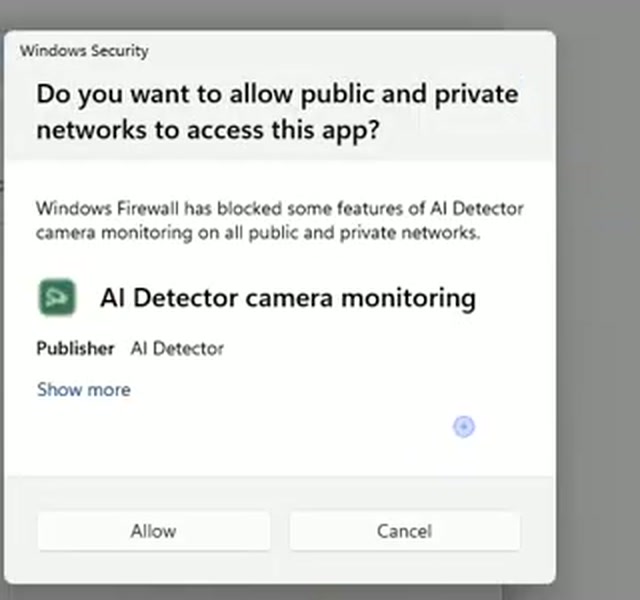 Windows Security
Do you want to allow public and private
networks to access this app?
Windows Firewall has blocked some features of AI Detector
camera monitoring on all public and private networks.
AI Detector camera monitoring
Publisher AI Detector
Show more
Allow
Cancel